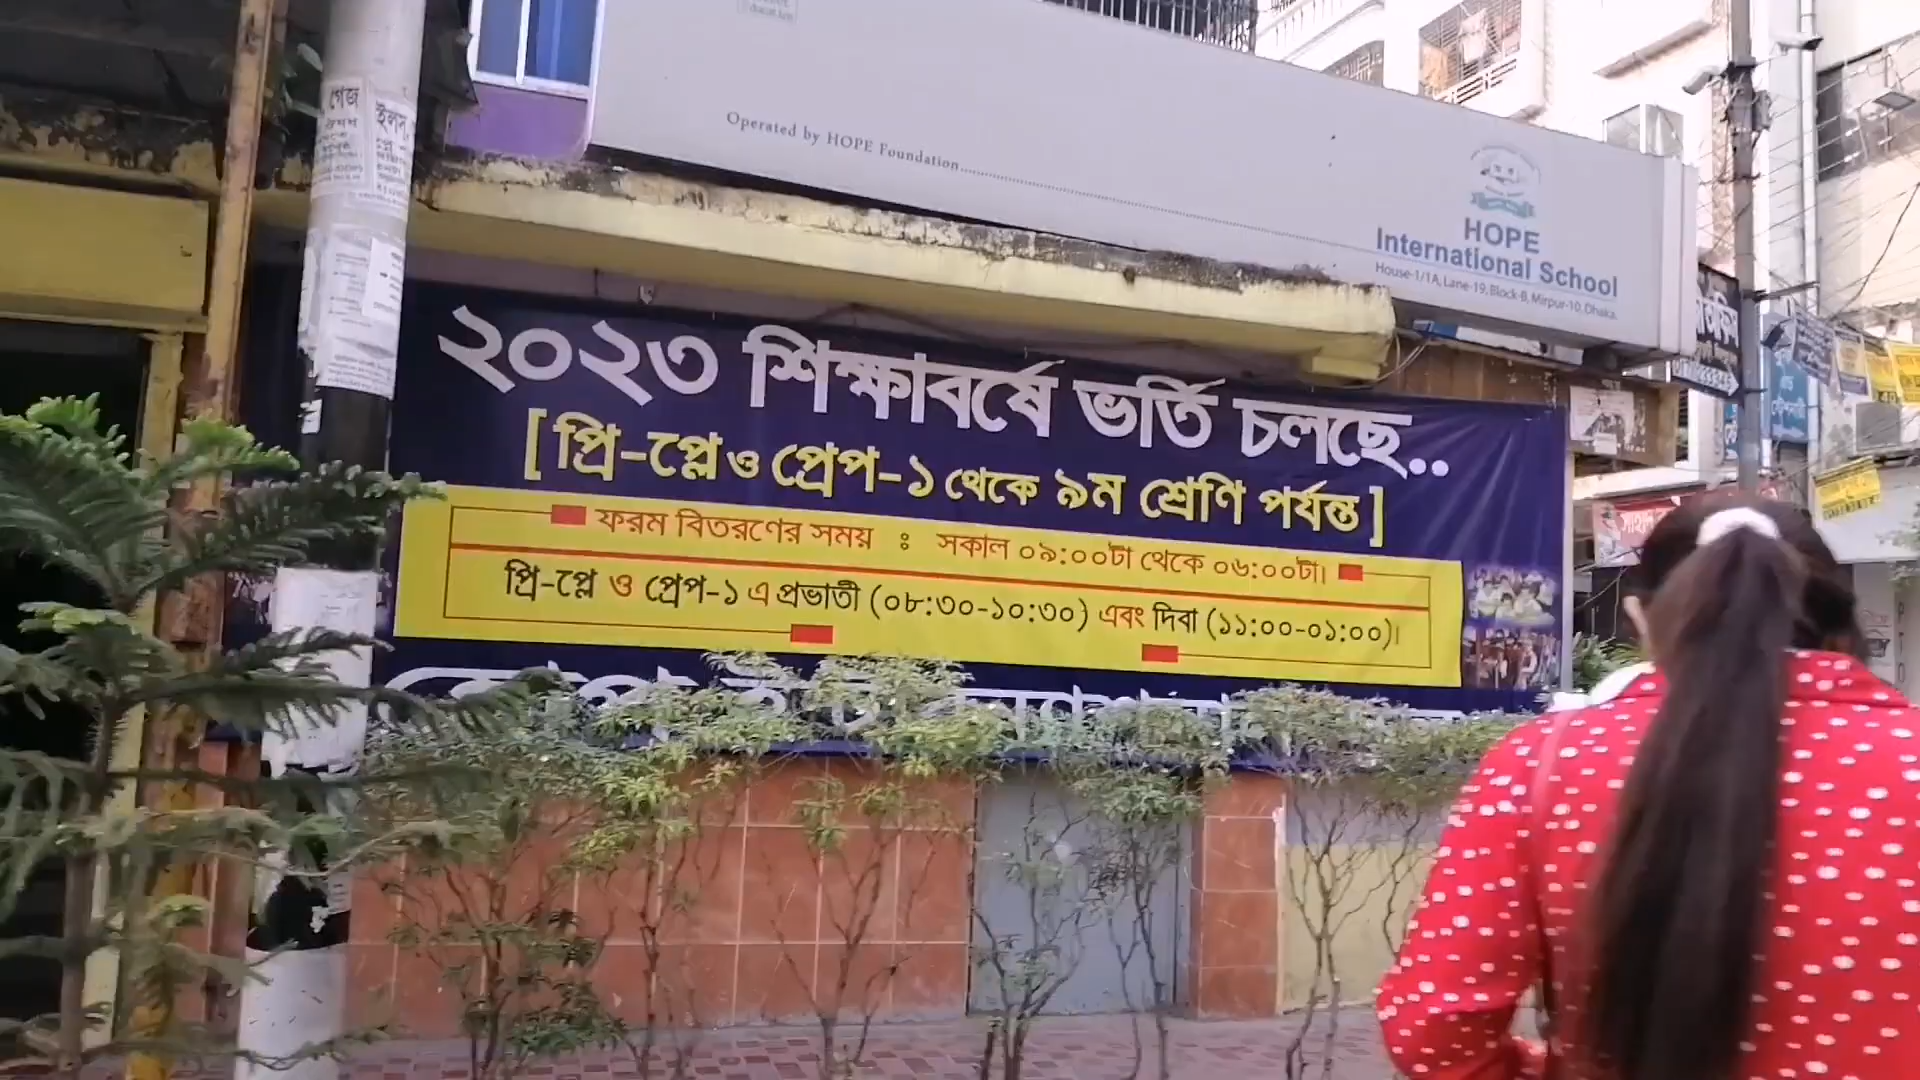 Operated by HOPE Foundation
HOPE
International School
House-1/1A, Lane-19, Block-B, Mirpur-10, Dhaka.
২০২৩ শিক্ষাবর্ষে ভর্তি চলছে..
[প্রি-প্লে ও প্রেপ-১ থেকে ৯ম শ্রেণি পর্যন্ত]
ফরম বিতরণের সময় : সকাল ০৯:০০টা থেকে ০৬:০০টা।
প্রি-প্লে ও প্রেপ-১ এ প্রভাতী (০৮:৩০-১০:৩০) এবং দিবা (১১:০০-০১:০০)।